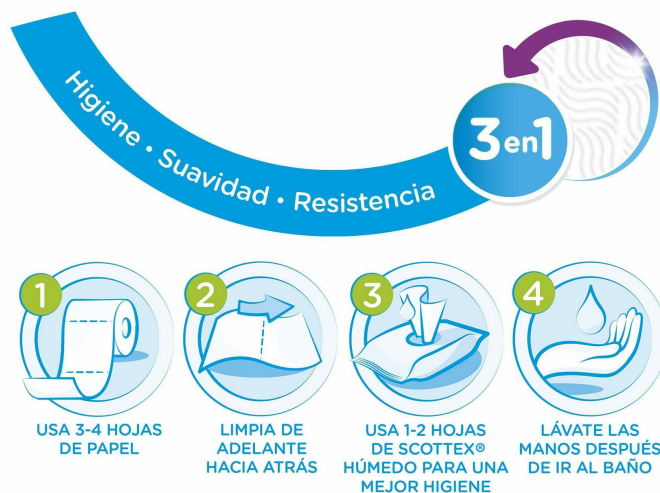 Higiene • Suavidad • Resistencia
3en1
1
USA 3-4 HOJAS
DE PAPEL
2
LIMPIA DE
ADELANTE
HACIA ATRÁS
3
USA 1-2 HOJAS
DE SCOTTEX®
HÚMEDO PARA UNA
MEJOR HIGIENE
4
LÁVATE LAS
MANOS DESPUÉS
DE IR AL BAÑO